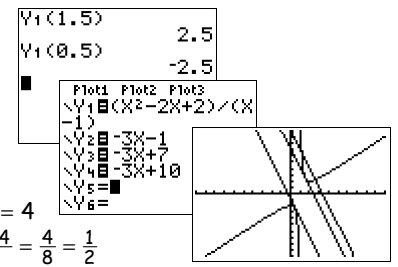 Y₁(1.5)
2.5
Y₁(0.5)
-2.5
Plot1 Plot2 Plot3
\Y₁=(X²-2X+2)/(X
-1)
\Y₂=-3X-1
\Y₃=-3X+7
\Y₄=-3X+10
\Y₅=
\Y₆=
= 4
4/ = 4/8 = 1/2